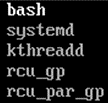 bash
systemd
kthreadd
rcu_gp
rcu_par_gp